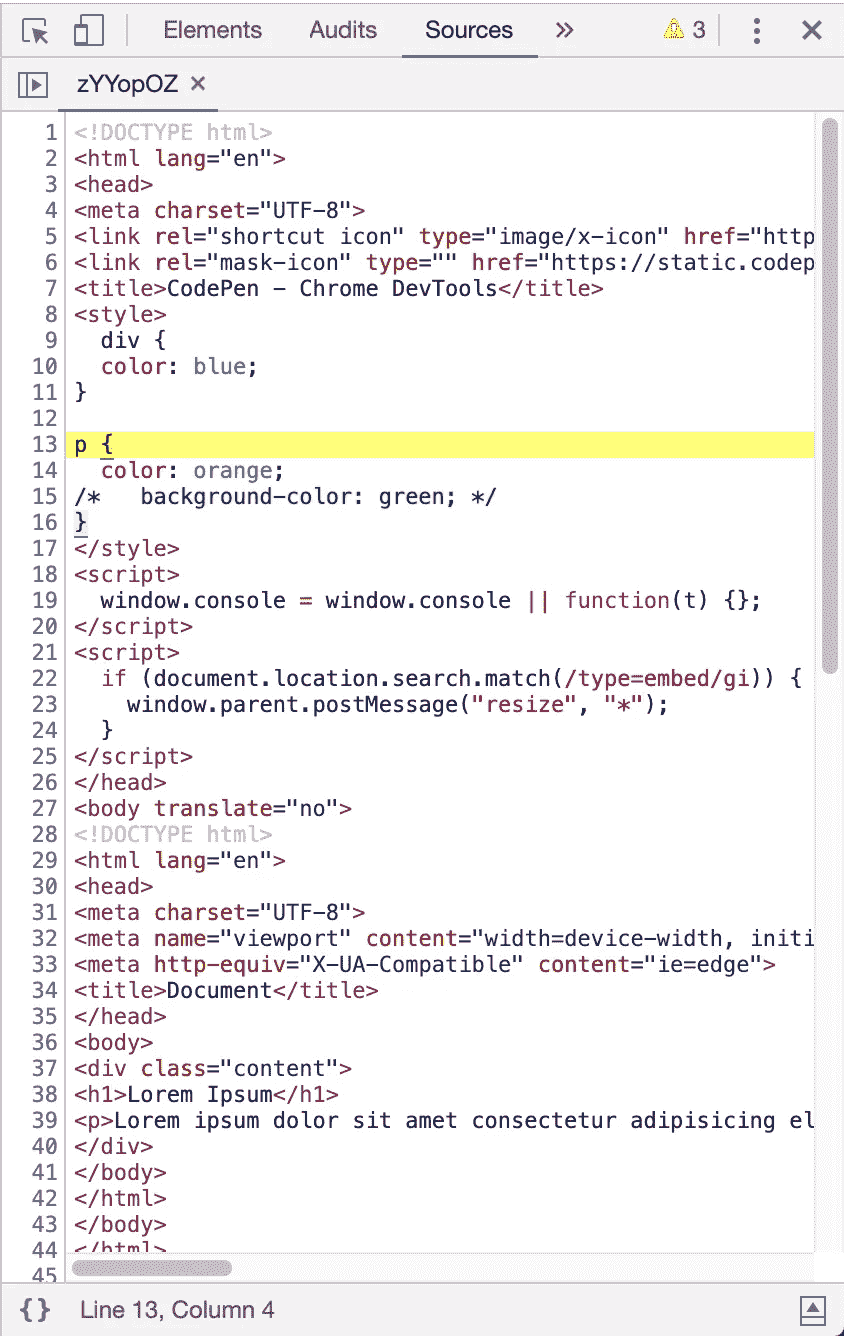 Elements Audits Sources » 3
zYYopOZ ×
1 <!DOCTYPE html>
2 <html lang="en">
3 <head>
4 <meta charset="UTF-8">
5 <link rel="shortcut icon" type="image/x-icon" href="http
6 <link rel="mask-icon" type="" href="https://static.codep
7 <title>CodePen - Chrome DevTools</title>
8 <style>
9   div {
10   color: blue;
11 }
12
13 p {
14   color: orange;
15 /*   background-color: green; */
16 }
17 </style>
18 <script>
19   window.console = window.console || function(t) {};
20 </script>
21 <script>
22   if (document.location.search.match(/type=embed/gi)) {
23     window.parent.postMessage("resize", "*");
24   }
25 </script>
26 </head>
27 <body translate="no">
28 <!DOCTYPE html>
29 <html lang="en">
30 <head>
31 <meta charset="UTF-8">
32 <meta name="viewport" content="width=device-width, initi
33 <meta http-equiv="X-UA-Compatible" content="ie=edge">
34 <title>Document</title>
35 </head>
36 <body>
37 <div class="content">
38 <h1>Lorem Ipsum</h1>
39 <p>Lorem ipsum dolor sit amet consectetur adipisicing el
40 </div>
41 </body>
42 </html>
43 </body>
44 </html>
45
{} Line 13, Column 4